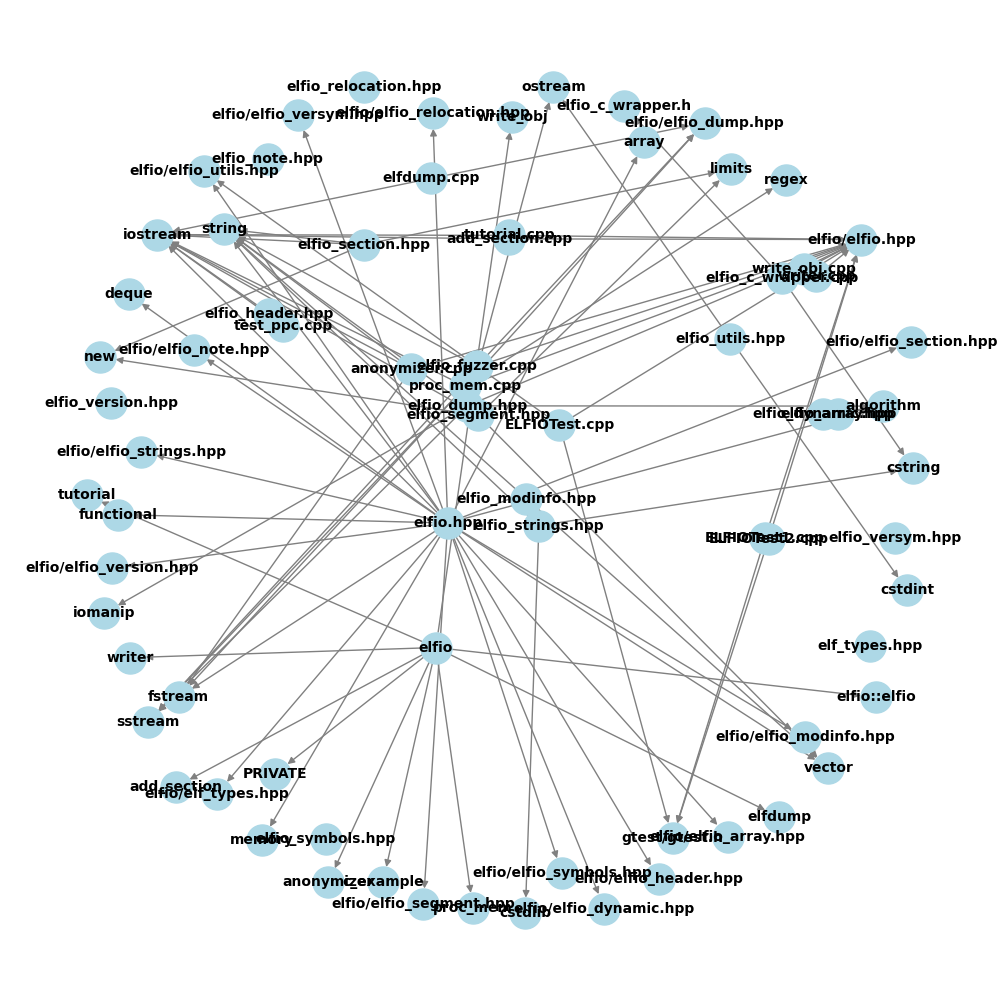 elfio_relocation.hpp
ostream
elfio_c_wrapper.h
elfio/elfio_versym.hpp
elfio/elfio_relocation.hpp
write_obj
elfio/elfio_dump.hpp
array
elfio_note.hpp
elfio/elfio_utils.hpp
elfdump.cpp
limits
regex
iostream
string
elfio_section.hpp
tutorial.cpp
add_section.cpp
elfio/elfio.hpp
write_obj.cpp
elfio_c_wrapper.cpp
deque
elfio_header.hpp
test_ppc.cpp
elfio_utils.hpp
elfio/elfio_section.hpp
new
elfio/elfio_note.hpp
anonymizer.cpp
elfio_fuzzer.cpp
proc_mem.cpp
elfio_version.hpp
elfio_dump.hpp
elfio_segment.hpp
ELFIOTest.cpp
algorithm
elfio/elfio_strings.hpp
cstring
tutorial
functional
elfio_modinfo.hpp
elfio.hpp
elfio_strings.hpp
elfio_versym.hpp
elfio/elfio_version.hpp
cstdint
iomanip
writer
elfio
elf_types.hpp
fstream
elfio::elfio
sstream
elfio/elfio_modinfo.hpp
vector
PRIVATE
add_section
elfio/elf_types.hpp
elfdump
memory
elfio_symbols.hpp
gtest/gtest.h
elfio/elfio_array.hpp
anonymizer
c_example
elfio/elfio_symbols.hpp
elfio/elfio_header.hpp
elfio/elfio_segment.hpp
proc_mem
cstdlib
elfio/elfio_dynamic.hpp